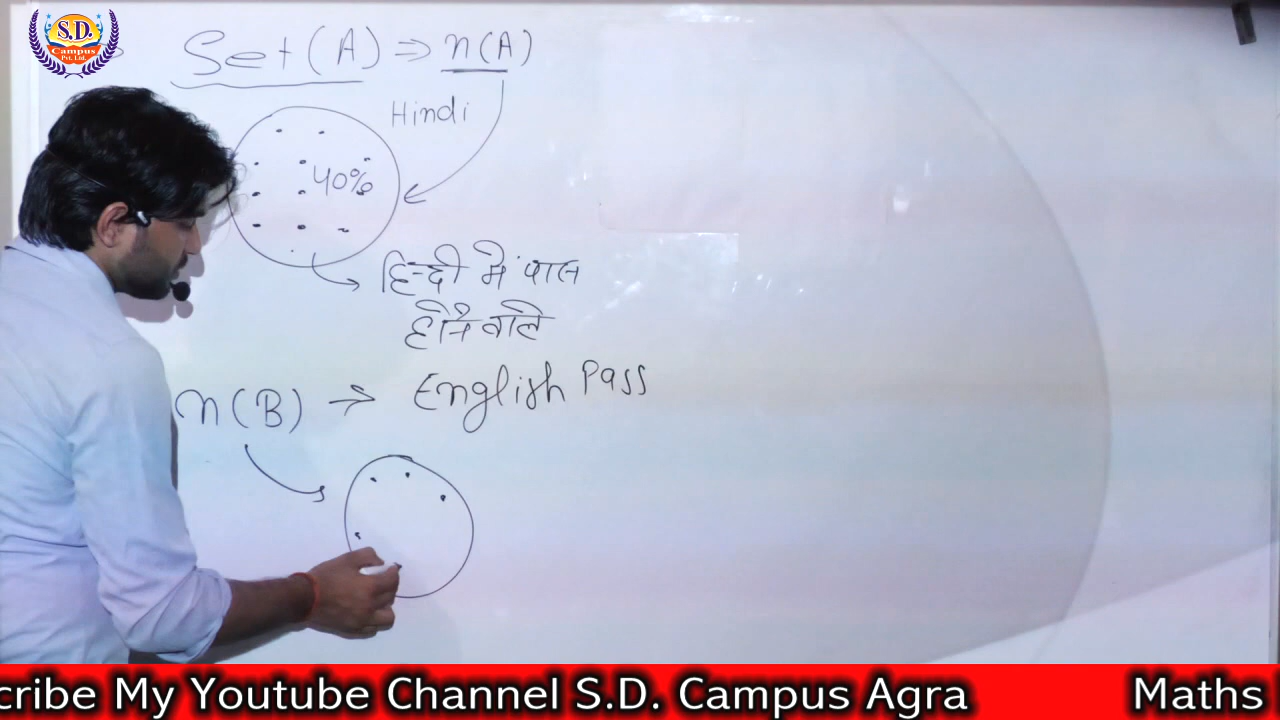 S.D.
Campus
Pvt. Ltd.
Set (A) ⇒ n(A)
Hindi
40%
हिन्दी में पास
होने वाले
n(B) → English Pass
cribe My Youtube Channel S.D. Campus Agra Maths